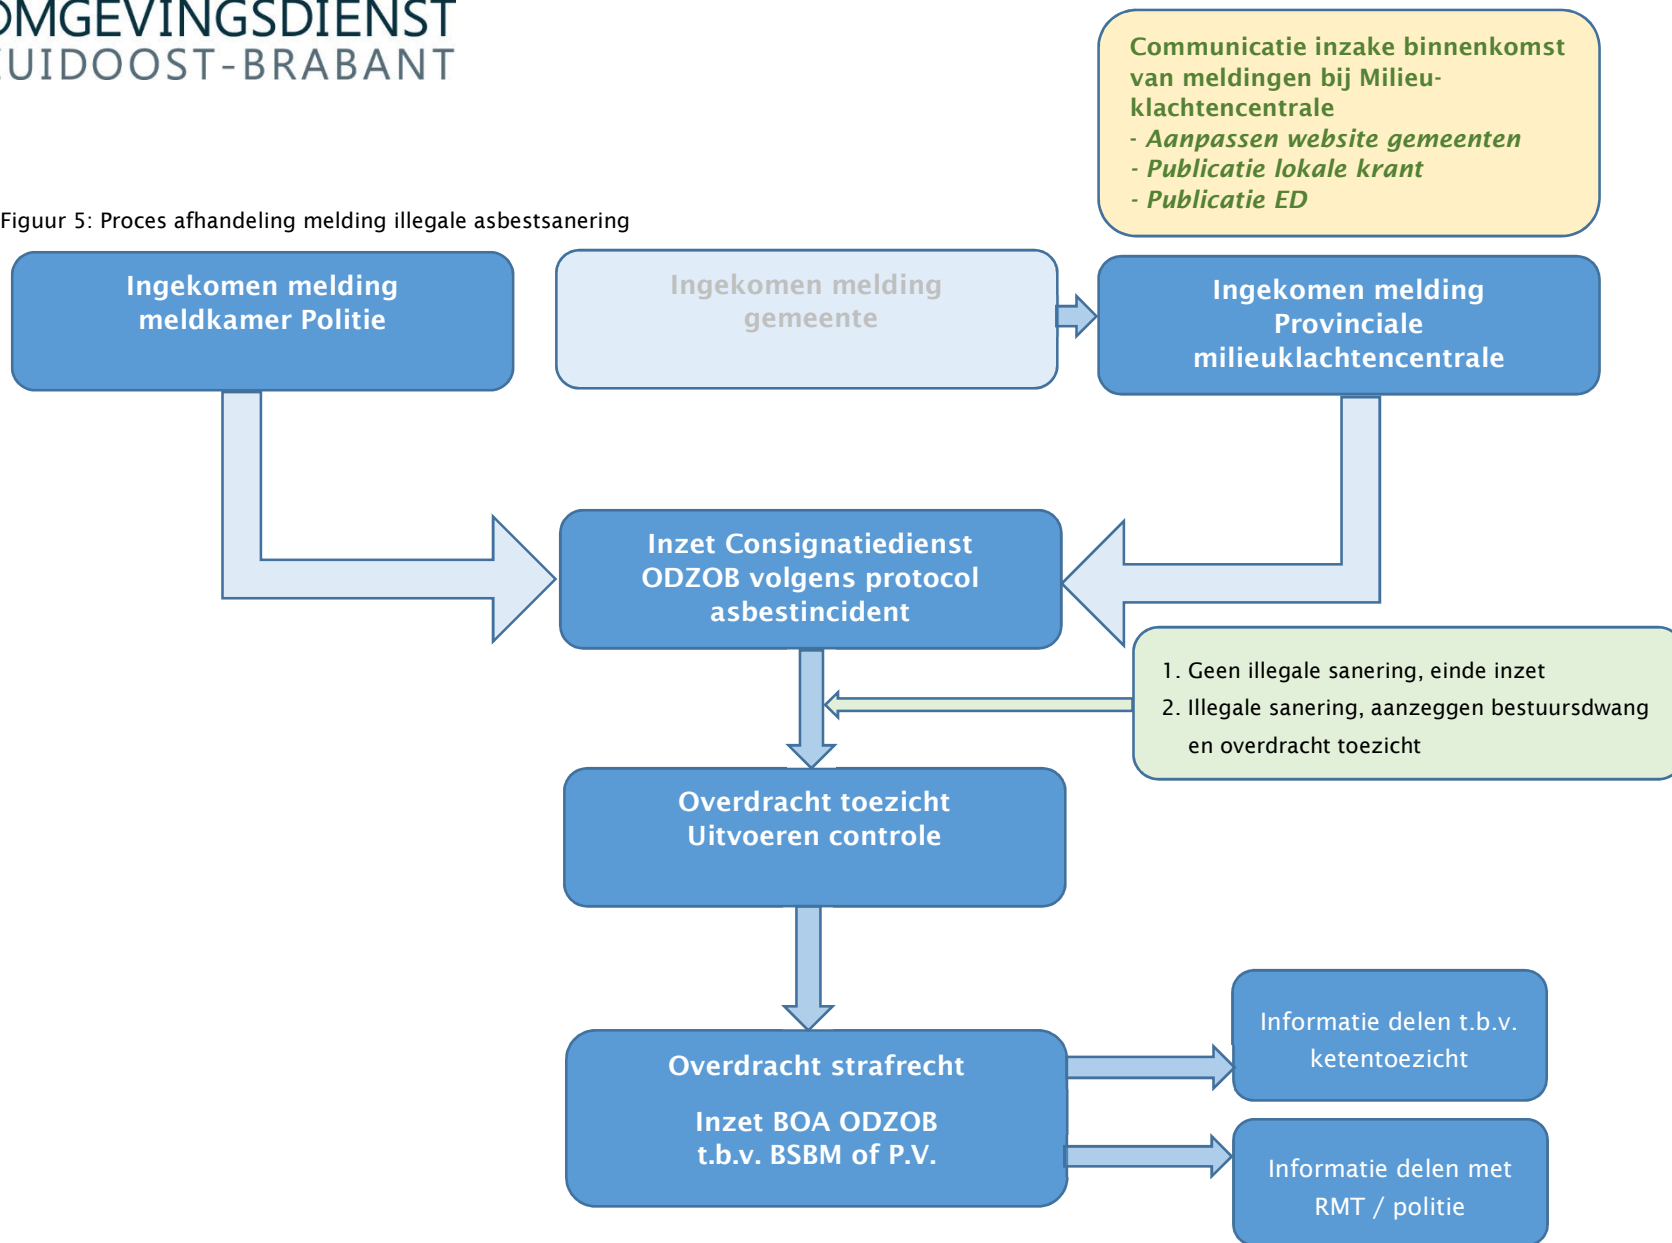 OMGEVINGSDIENST
ZUIDOOST-BRABANT
Communicatie inzake binnenkomst
van meldingen bij Milieu-
klachtencentrale
- Aanpassen website gemeenten
- Publicatie lokale krant
- Publicatie ED
Figuur 5: Proces afhandeling melding illegale asbestsanering
Ingekomen melding
meldkamer Politie
Ingekomen melding
gemeente
Ingekomen melding
Provinciale
milieuklachtencentrale
Inzet Consignatiedienst
ODZOB volgens protocol
asbestincident
1. Geen illegale sanering, einde inzet
2. Illegale sanering, aanzeggen bestuursdwang
en overdracht toezicht
Overdracht toezicht
Uitvoeren controle
Overdracht strafrecht
Inzet BOA ODZOB
t.b.v. BSBM of P.V.
Informatie delen t.b.v.
ketentoezicht
Informatie delen met
RMT / politie